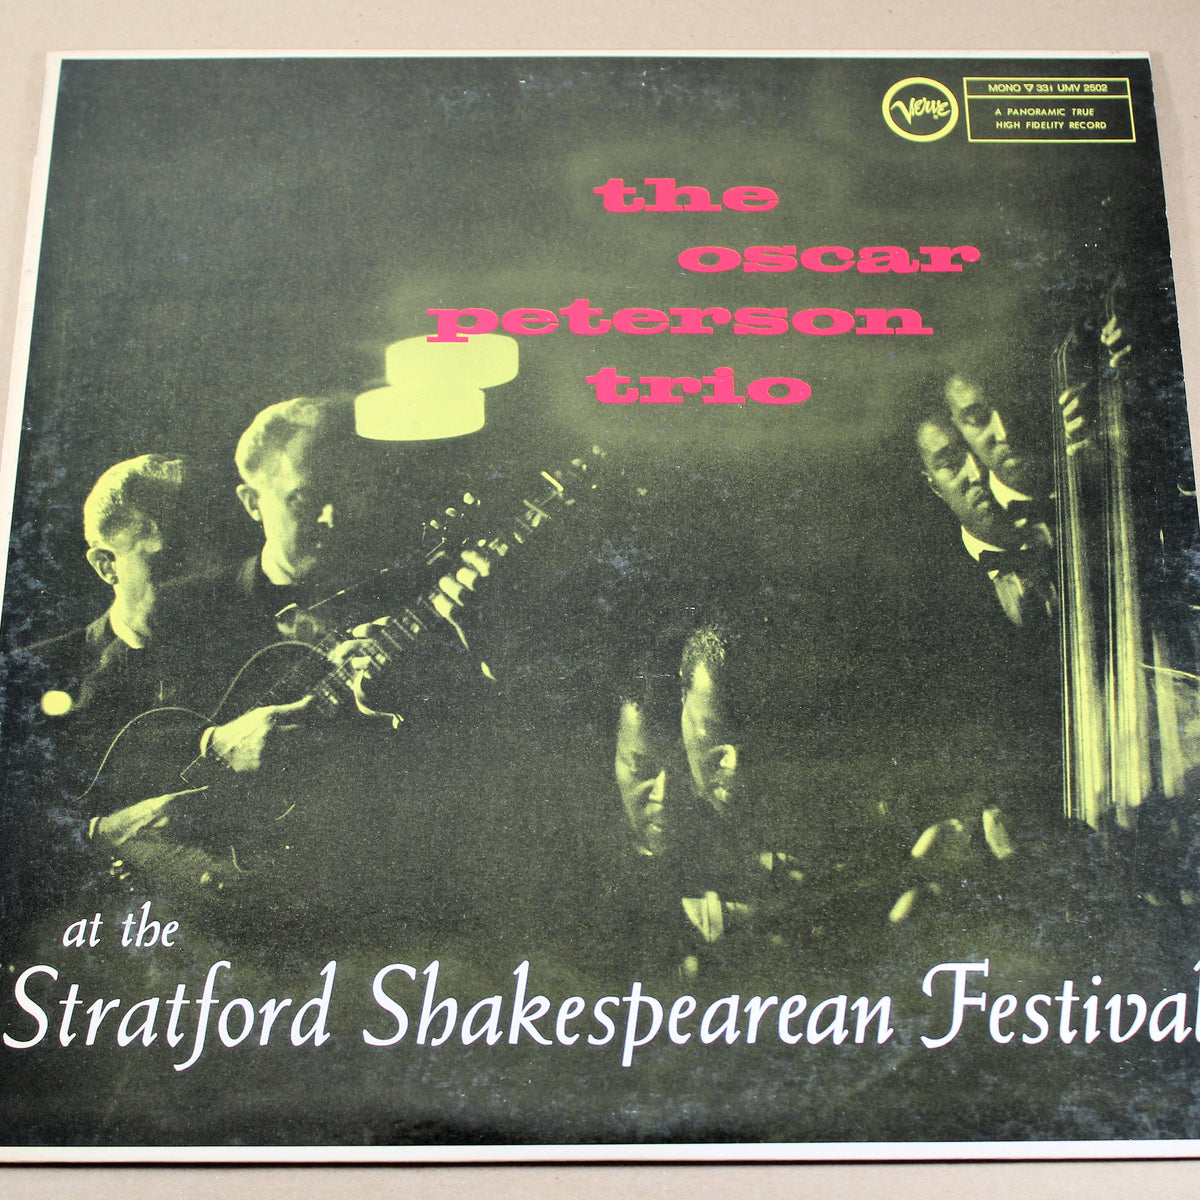 Verve
MONO ▽ 33⅓ UMV 2502
A PANORAMIC TRUE
HIGH FIDELITY RECORD
the
oscar
peterson
trio
at the
Stratford Shakespearean Festival